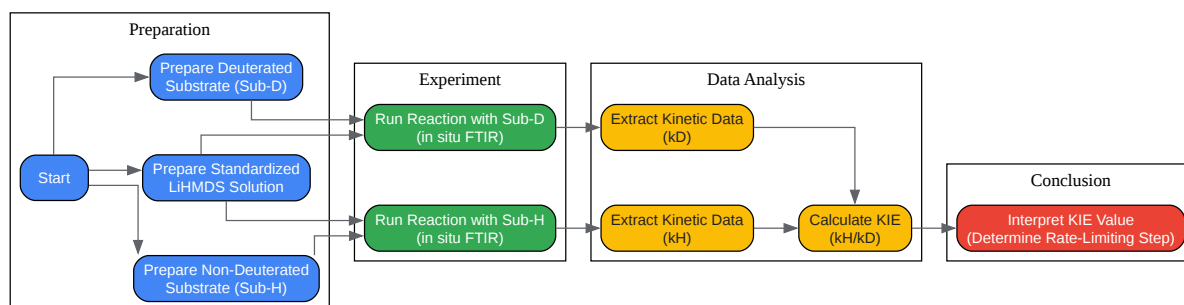 Preparation
Prepare Deuterated
Substrate (Sub-D)
Start
Prepare Standardized
LiHMDS Solution
Prepare Non-Deuterated
Substrate (Sub-H)
Experiment
Run Reaction with Sub-D
(in situ FTIR)
Run Reaction with Sub-H
(in situ FTIR)
Data Analysis
Extract Kinetic Data
(kD)
Extract Kinetic Data
(kH)
Calculate KIE
(kH/kD)
Conclusion
Interpret KIE Value
(Determine Rate-Limiting Step)